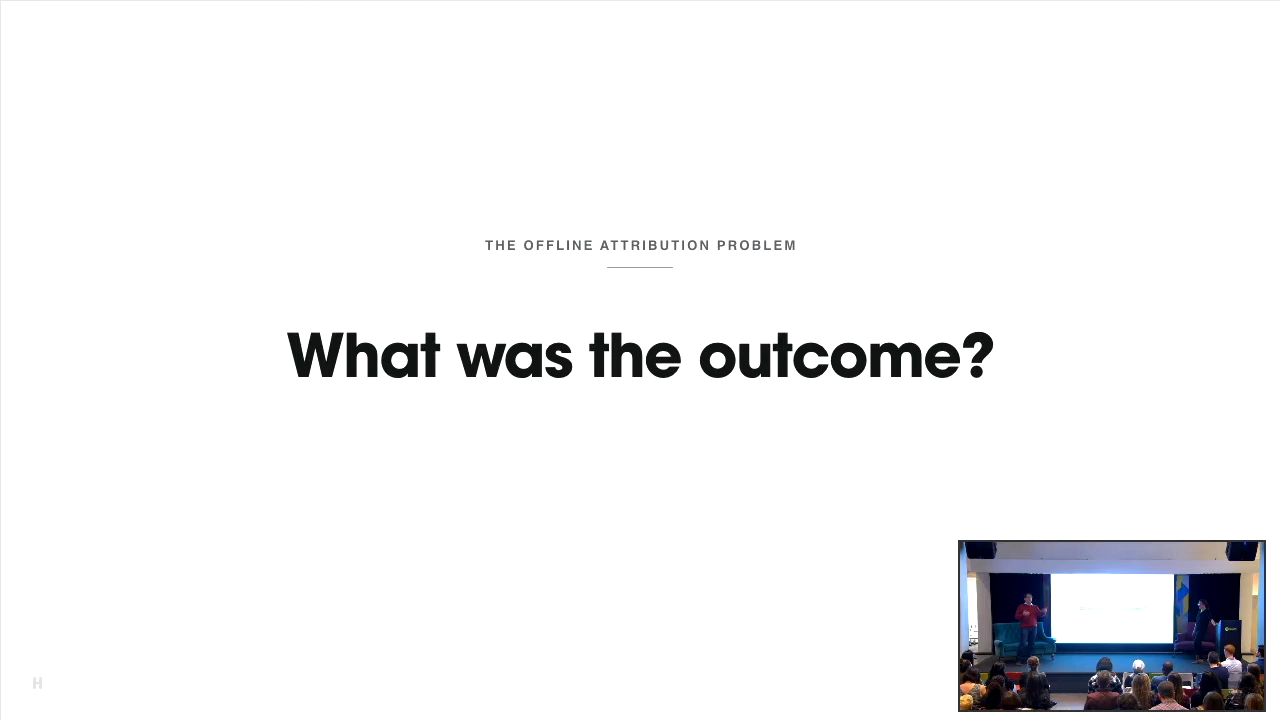 THE OFFLINE ATTRIBUTION PROBLEM
What was the outcome?
H